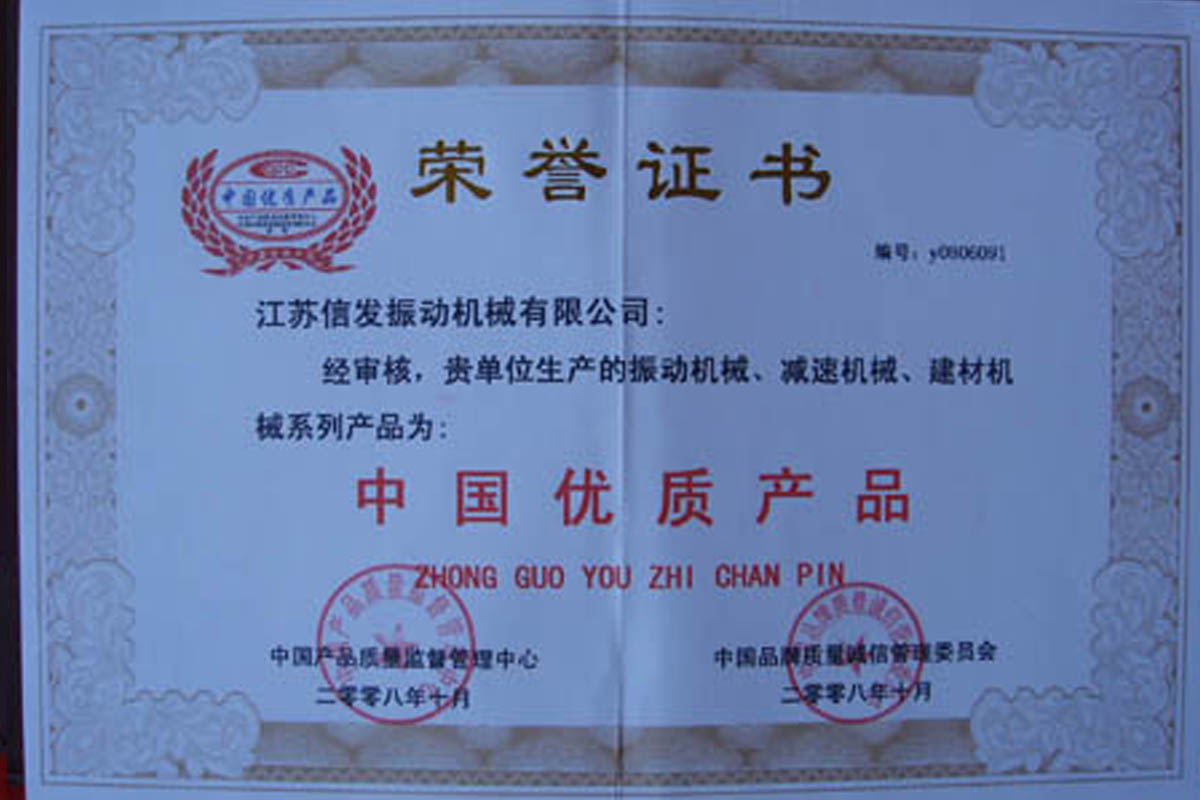 荣誉证书
中国优质产品
编号：y0806091
江苏信发振动机械有限公司：
经审核，贵单位生产的振动机械、减速机械、建材机
械系列产品为：
中国优质产品
ZHONG GUO YOU ZHI CHAN PIN
中国产品质量监督管理中心
二零零八年十月
中国品牌质量诚信管理委员会
二零零八年十月